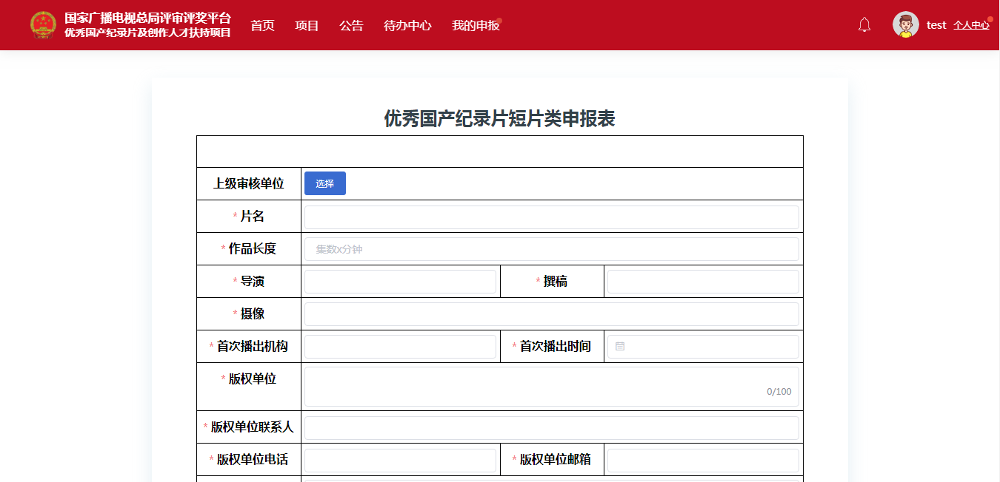 国家广播电视总局评审评奖平台
优秀国产纪录片及创作人才扶持项目
首页 项目 公告 待办中心 我的申报
test 个人中心
优秀国产纪录片短片类申报表
上级审核单位 选择
* 片名
* 作品长度 集数x分钟
* 导演 * 撰稿
* 摄像
* 首次播出机构 * 首次播出时间
* 版权单位 0/100
* 版权单位联系人
* 版权单位电话 * 版权单位邮箱